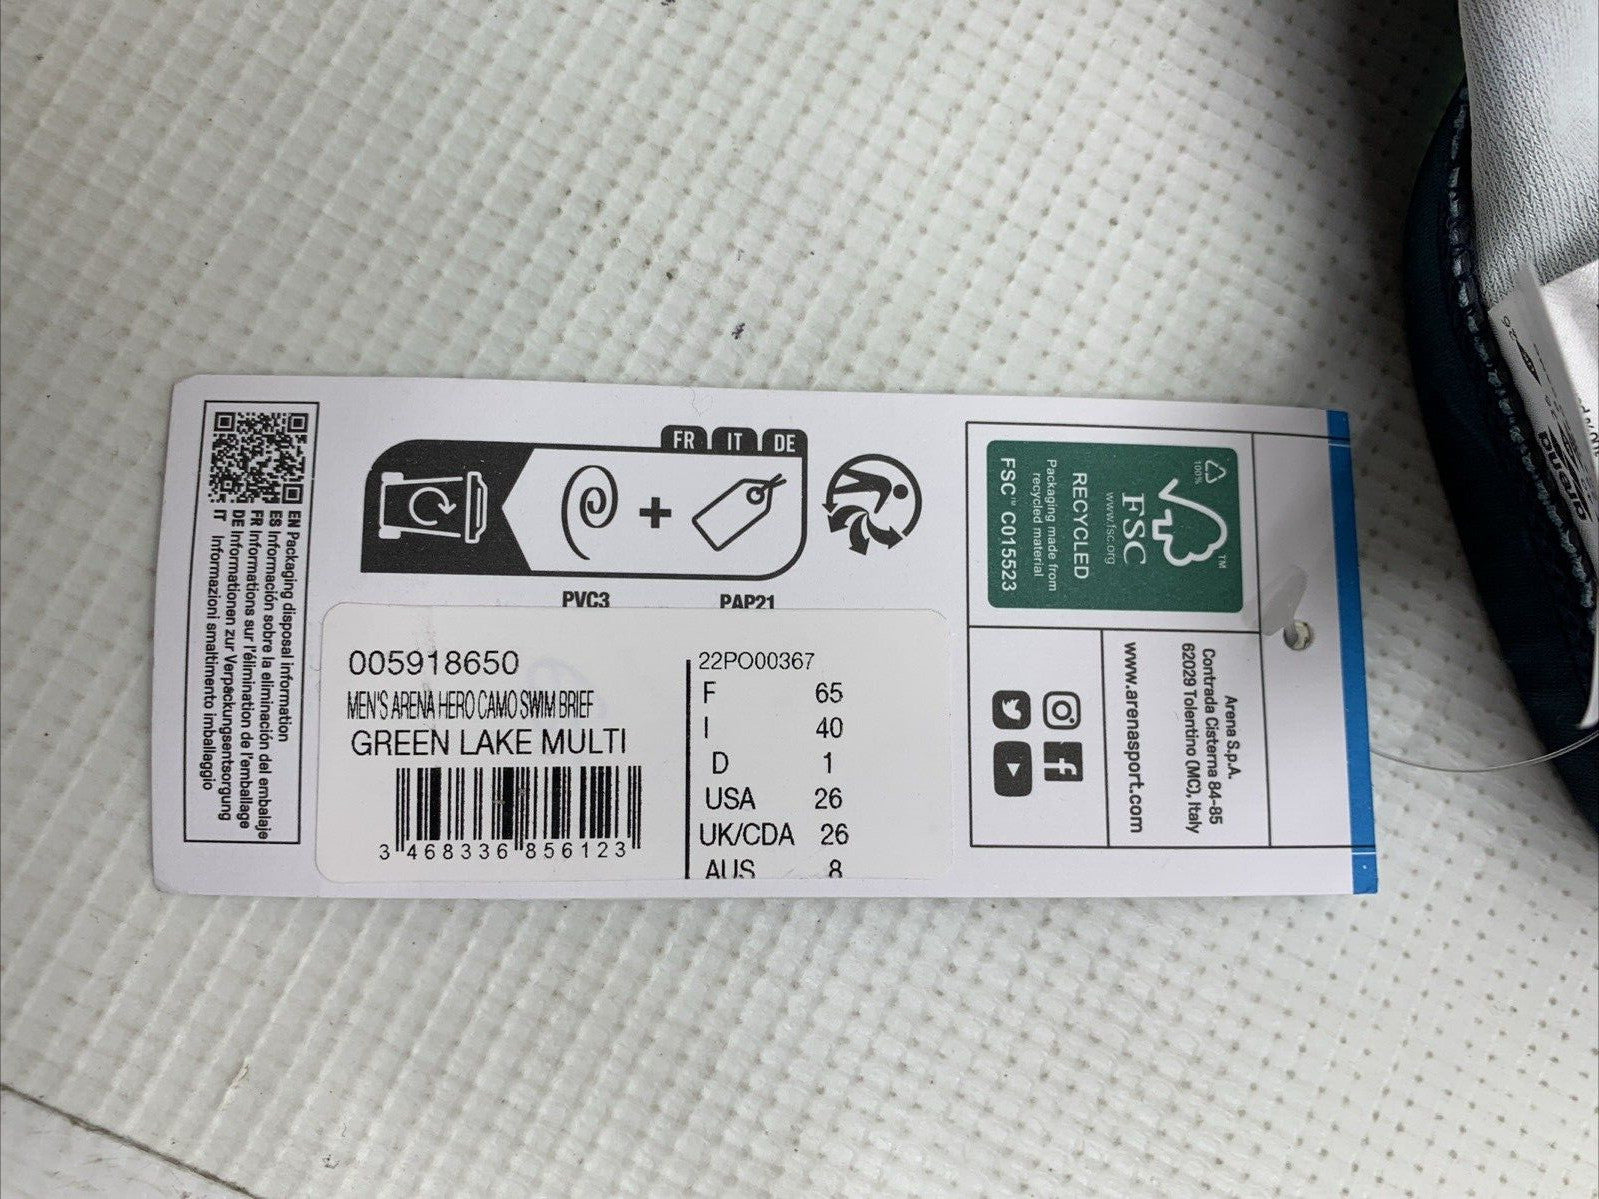 EN Packaging disposal information
ES Información sobre la eliminación del embalaje
FR Informations sur l'élimination de l'emballage
DE Informationen zur Verpackungsentsorgung
IT Informazioni smaltimento imballaggio
FR IT DE
+
PVC3 PAP21
005918650
MEN'S ARENA HERO CAMO SWIM BRIEF
GREEN LAKE MULTI
3 468336 856123
22PO00367
F 65
I 40
D 1
USA 26
UK/CDA 26
AUS 8
100%
FSC™
www.fsc.org
RECYCLED
Packaging made from
recycled material
FSC™ C015523
Arena S.p.A.
Contrada Cisterna 84-85
62029 Tolentino (MC), Italy
www.arenasport.com
arena